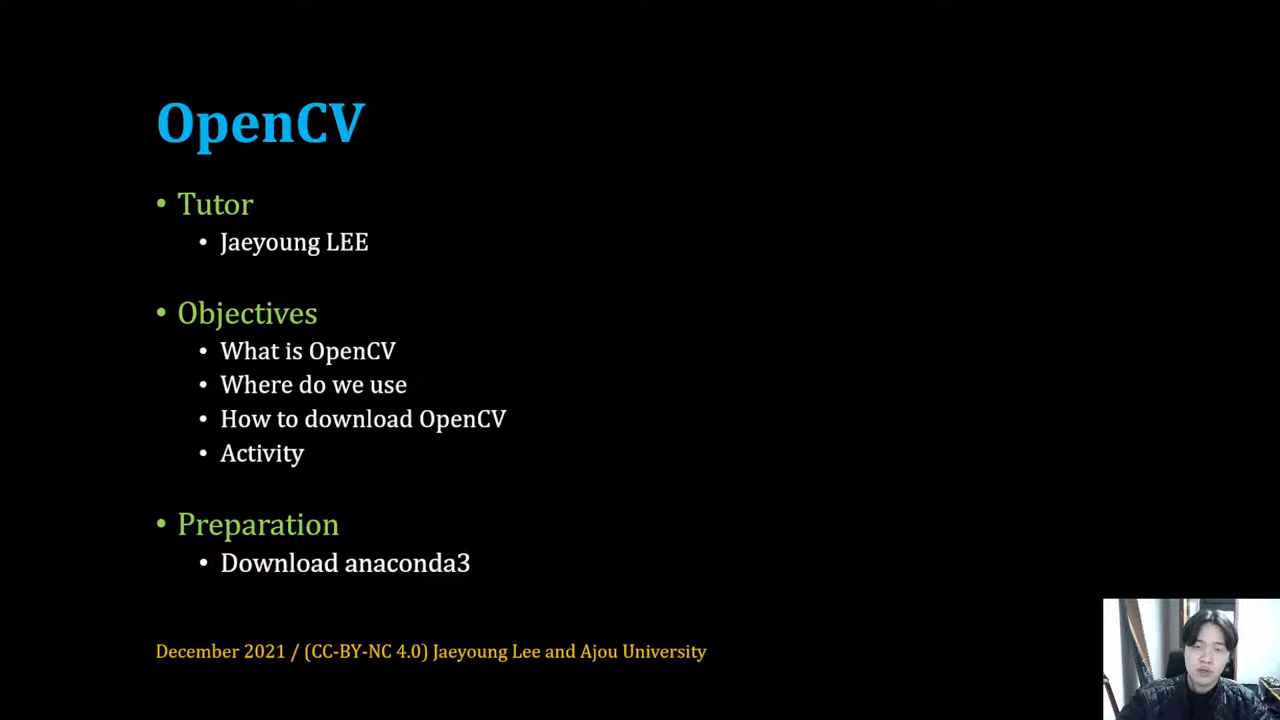 OpenCV
• Tutor
• Jaeyoung LEE
• Objectives
• What is OpenCV
• Where do we use
• How to download OpenCV
• Activity
• Preparation
• Download anaconda3
December 2021 / (CC-BY-NC 4.0) Jaeyoung Lee and Ajou University